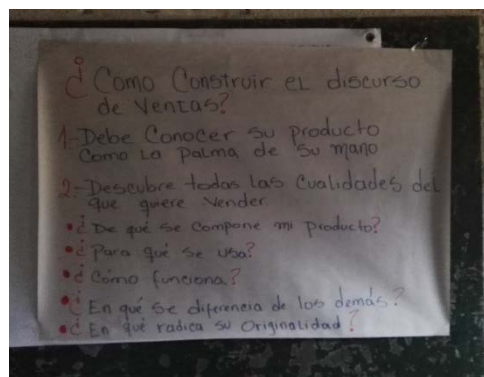 ¿Como Construir el discurso
de Ventas?
1.- Debe Conocer su producto
Como La palma de su mano
2.- Descubre todas Las Cualidades del
que quiere vender
• ¿De qué se compone mi producto?
• ¿Para qué se usa?
• ¿Cómo funciona?
• ¿En qué se diferencia de los demás?
• ¿En qué radica su Originalidad?